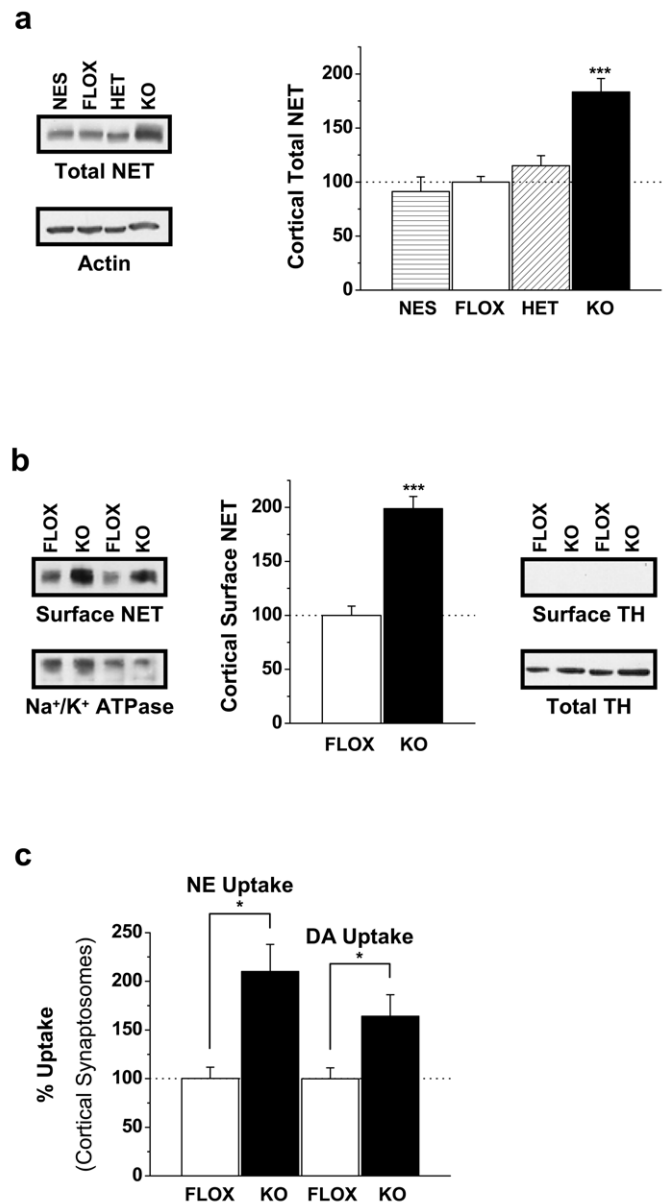 a
NES FLOX HET KO
Total NET
Actin
Cortical Total NET
200
150
100
50
0
***
NES FLOX HET KO
b
FLOX KO FLOX KO
Surface NET
Na⁺/K⁺ ATPase
Cortical Surface NET
200
150
100
50
0
***
FLOX KO
FLOX KO FLOX KO
Surface TH
Total TH
c
NE Uptake
*
DA Uptake
*
% Uptake
(Cortical Synaptosomes)
250
200
150
100
50
0
FLOX KO FLOX KO